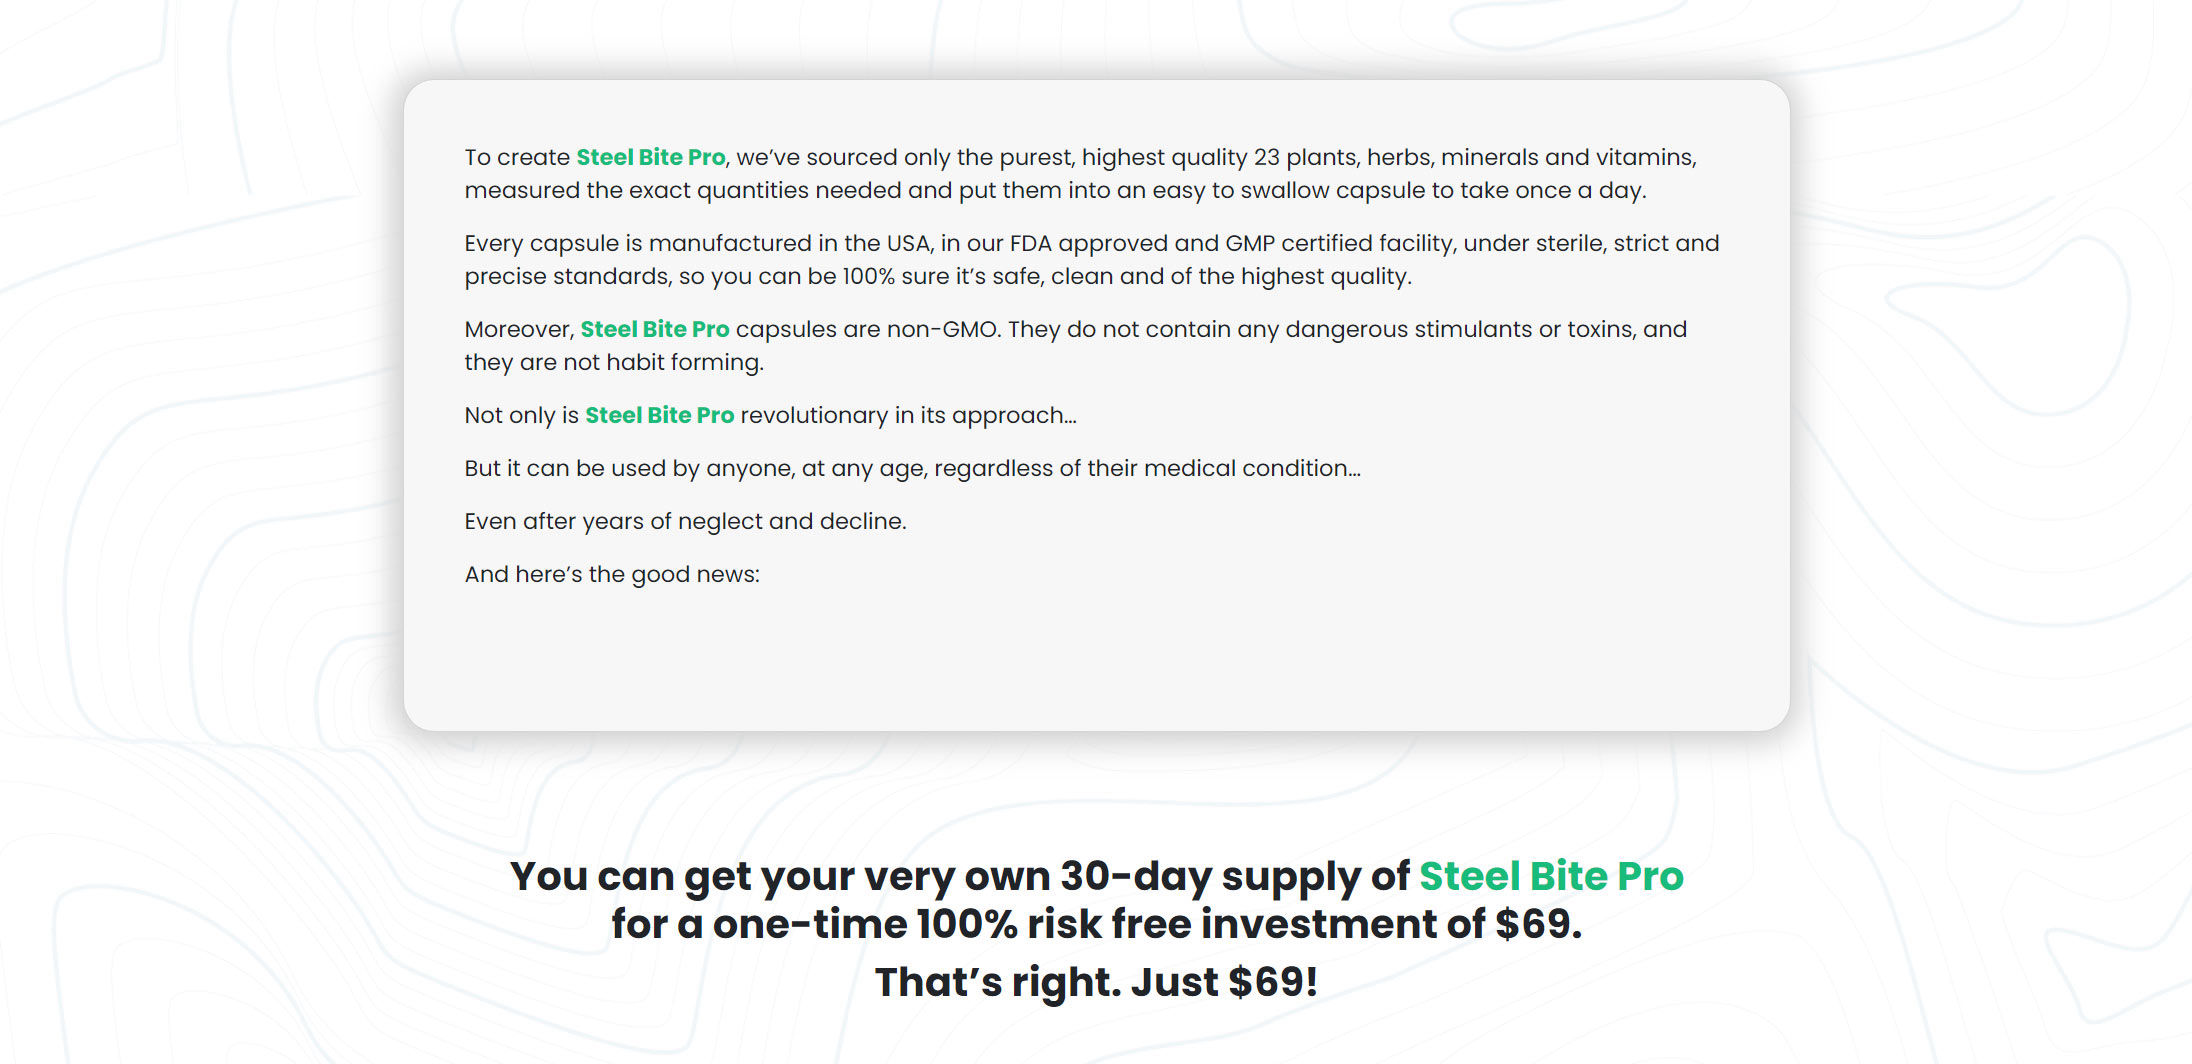 To create Steel Bite Pro, we’ve sourced only the purest, highest quality 23 plants, herbs, minerals and vitamins,
measured the exact quantities needed and put them into an easy to swallow capsule to take once a day.
Every capsule is manufactured in the USA, in our FDA approved and GMP certified facility, under sterile, strict and
precise standards, so you can be 100% sure it’s safe, clean and of the highest quality.
Moreover, Steel Bite Pro capsules are non-GMO. They do not contain any dangerous stimulants or toxins, and
they are not habit forming.
Not only is Steel Bite Pro revolutionary in its approach…
But it can be used by anyone, at any age, regardless of their medical condition…
Even after years of neglect and decline.
And here’s the good news:
You can get your very own 30-day supply of Steel Bite Pro
for a one-time 100% risk free investment of $69.
That’s right. Just $69!